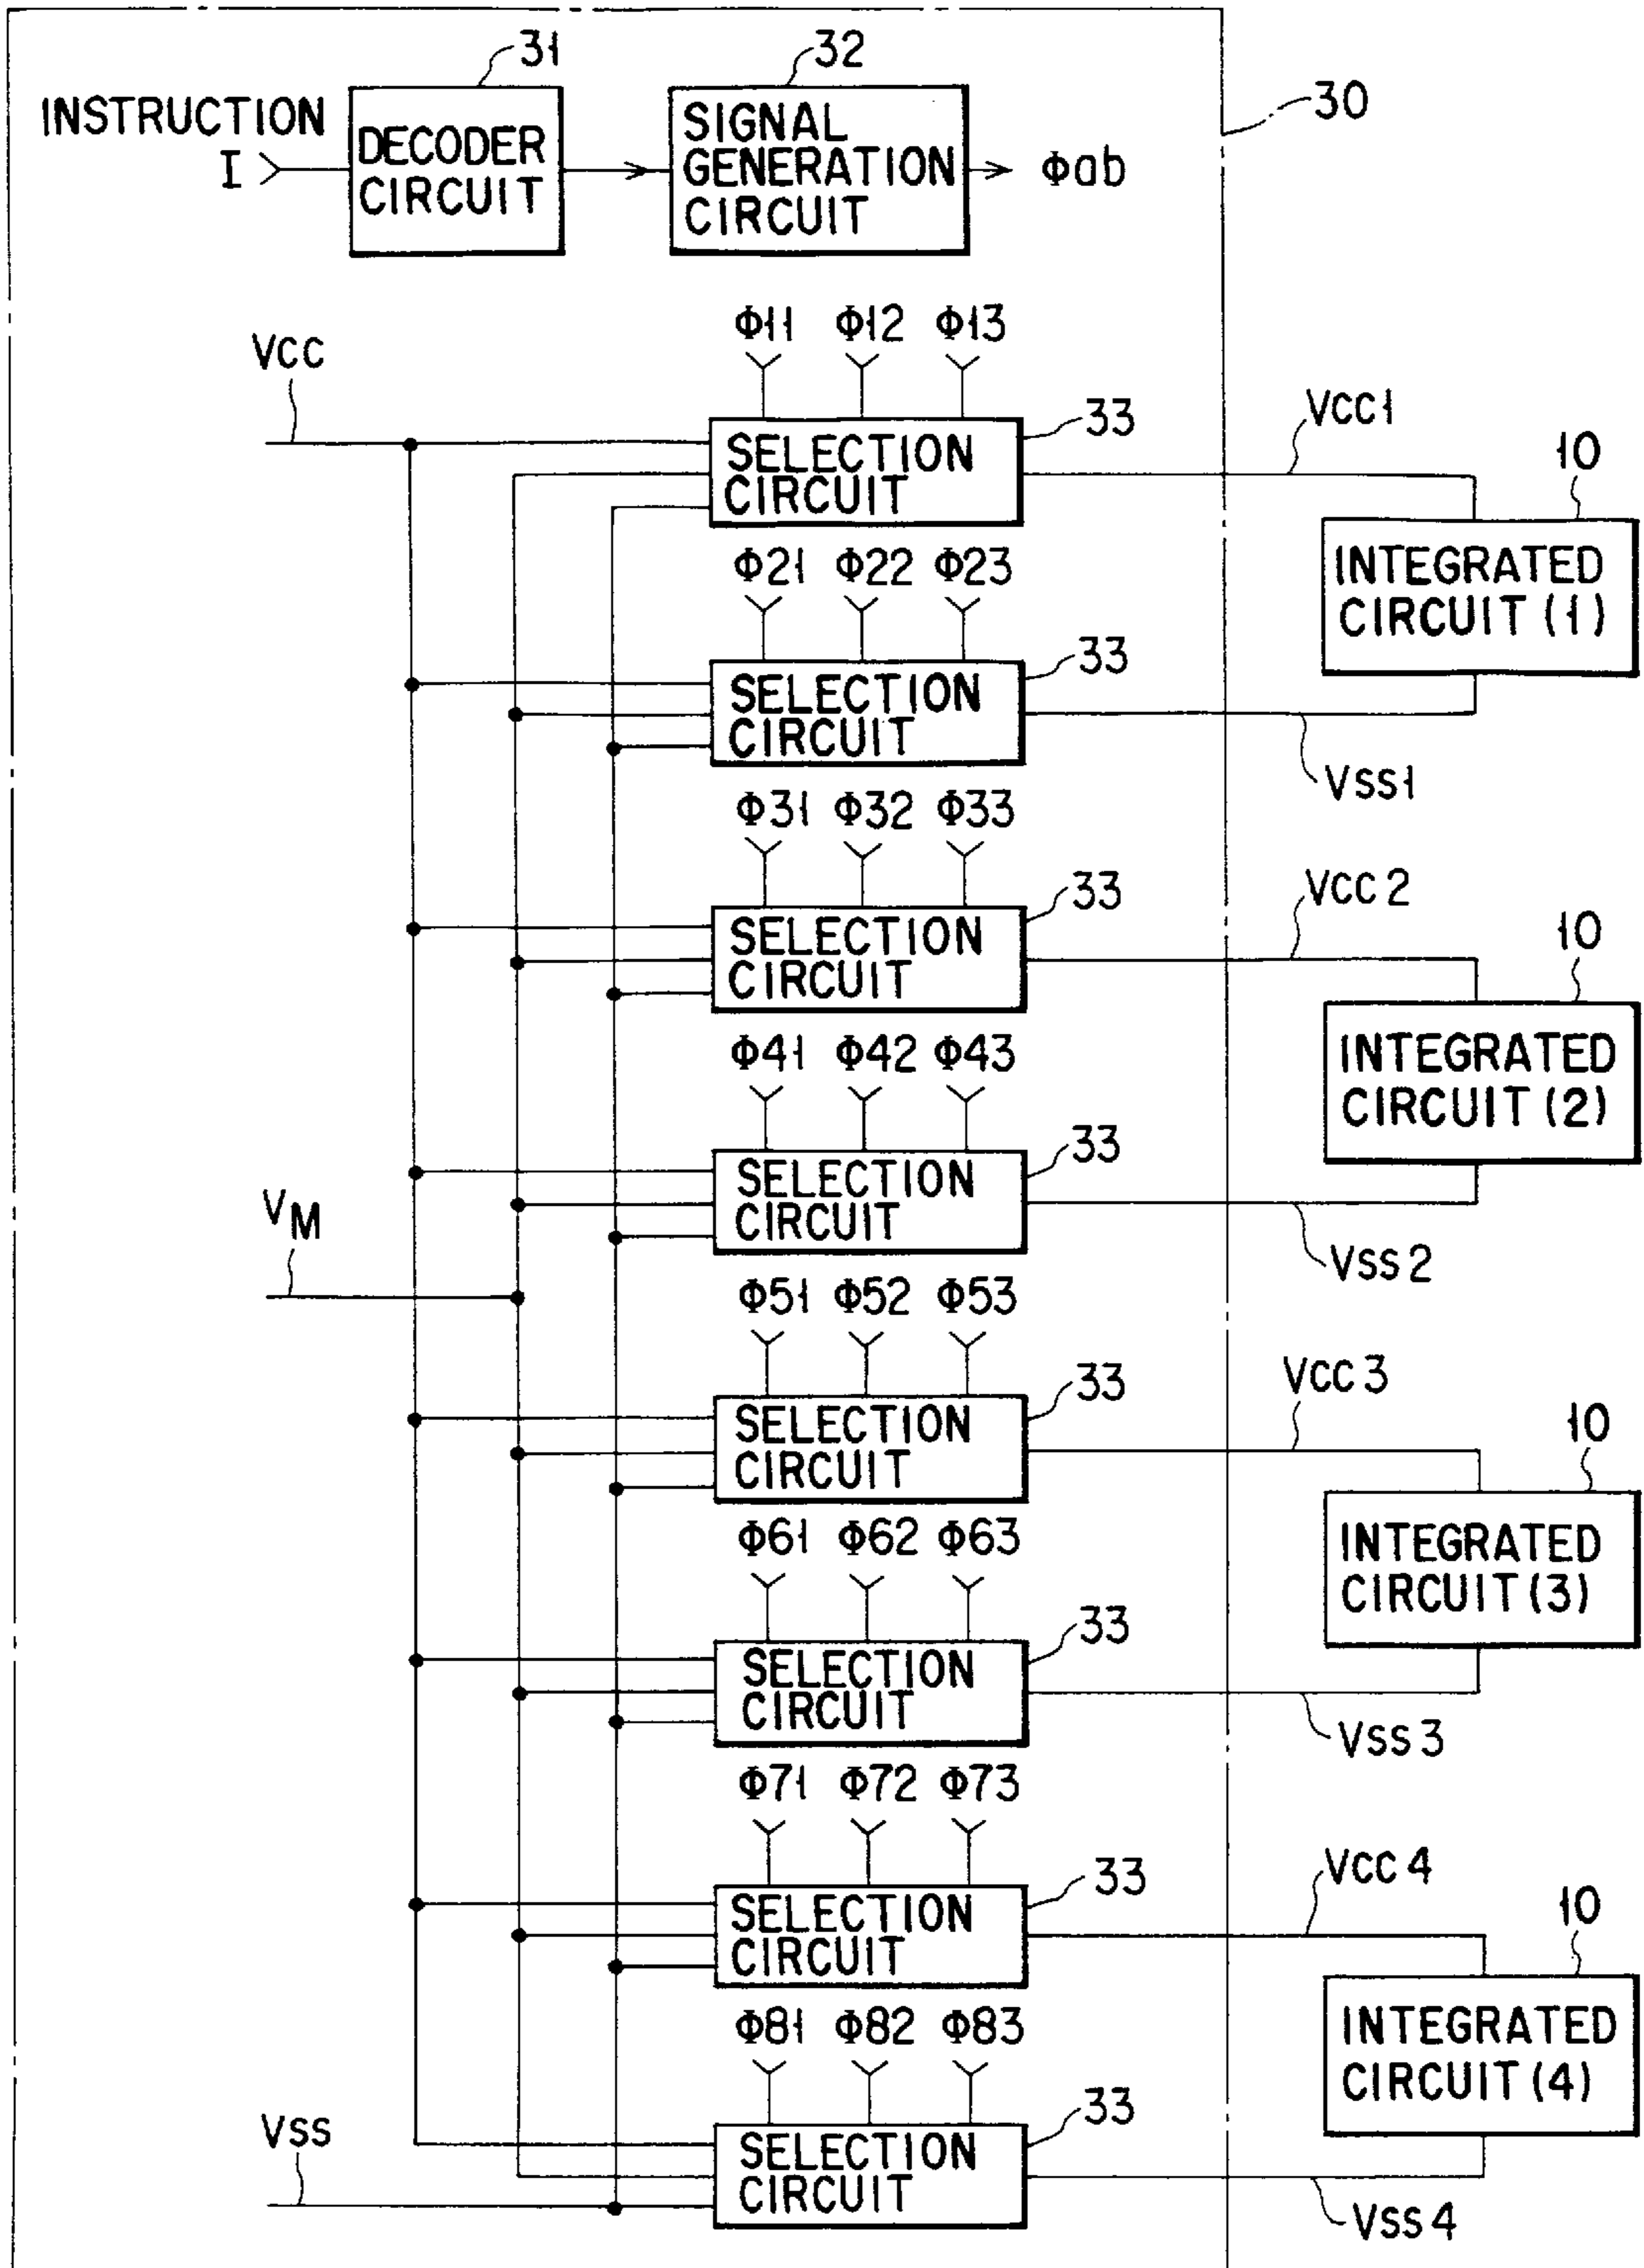 31
32
30
INSTRUCTION
I
DECODER
CIRCUIT
SIGNAL
GENERATION
CIRCUIT
Φab
Φ11 Φ12 Φ13
VCC
33
SELECTION
CIRCUIT
VCC1
10
INTEGRATED
CIRCUIT (1)
Φ21 Φ22 Φ23
33
SELECTION
CIRCUIT
VSS1
Φ31 Φ32 Φ33
33
SELECTION
CIRCUIT
VCC2
10
INTEGRATED
CIRCUIT (2)
Φ41 Φ42 Φ43
33
SELECTION
CIRCUIT
VM
VSS2
Φ51 Φ52 Φ53
33
SELECTION
CIRCUIT
VCC3
10
INTEGRATED
CIRCUIT (3)
Φ61 Φ62 Φ63
33
SELECTION
CIRCUIT
VSS3
Φ71 Φ72 Φ73
33
SELECTION
CIRCUIT
VCC4
10
INTEGRATED
CIRCUIT (4)
Φ81 Φ82 Φ83
33
SELECTION
CIRCUIT
VSS
VSS4